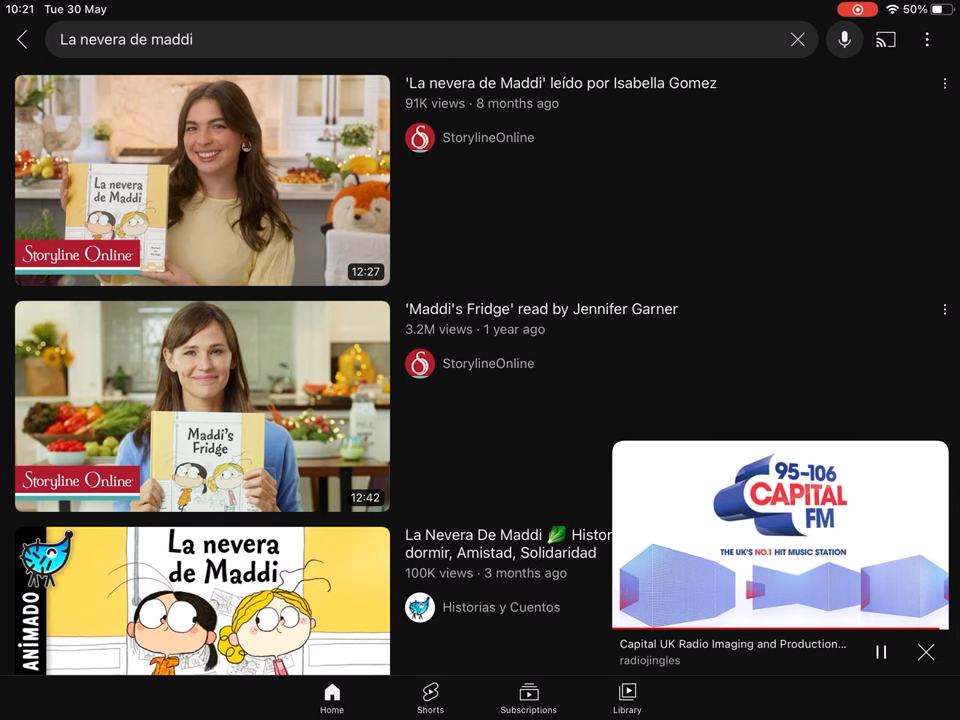 10:21 Tue 30 May
50%
La nevera de maddi
La nevera
de Maddi
Storyline Online
12:27
'La nevera de Maddi' leído por Isabella Gomez
91K views · 8 months ago
StorylineOnline
Maddi's
Fridge
Storyline Online
12:42
'Maddi's Fridge' read by Jennifer Garner
3.2M views · 1 year ago
StorylineOnline
ANİMADO
La nevera
de Maddi
La Nevera De Maddi 🥬 Histor
dormir, Amistad, Solidaridad
100K views · 3 months ago
Historias y Cuentos
95-106
CAPITAL
FM
THE UK'S NO.1 HIT MUSIC STATION
Capital UK Radio Imaging and Production...
radiojingles
Home
Shorts
Subscriptions
Library